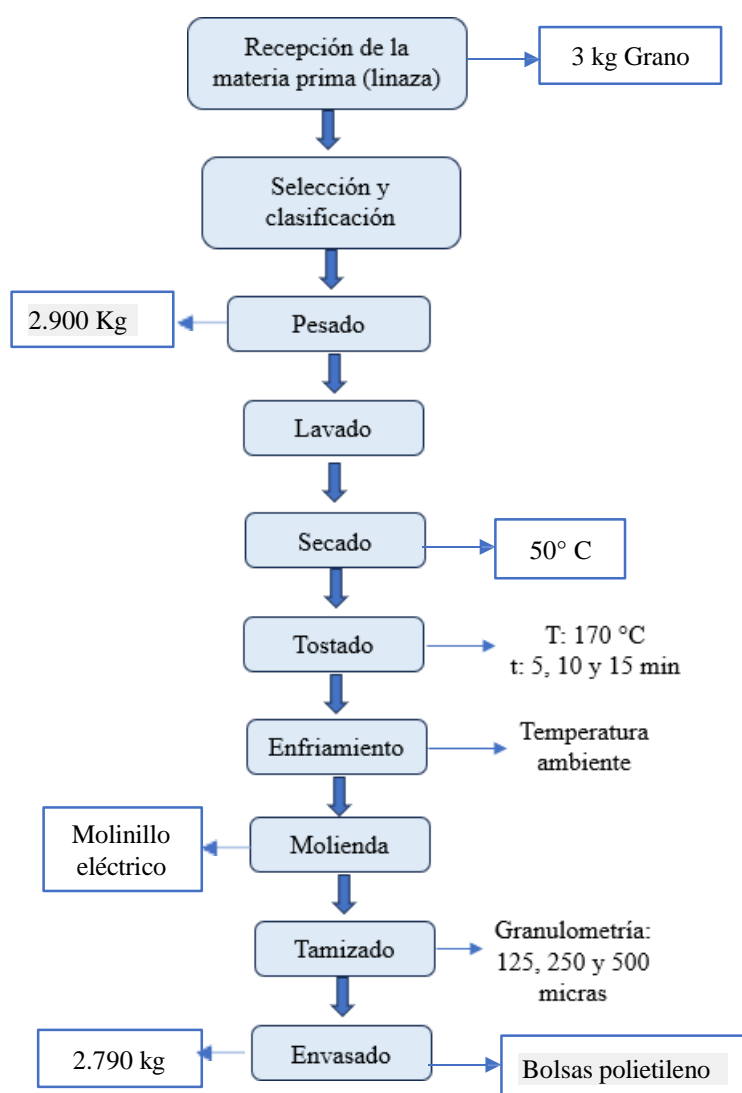 Recepción de la
materia prima (linaza)
3 kg Grano
Selección y
clasificación
2.900 Kg
Pesado
Lavado
Secado
50° C
Tostado
T: 170 °C
t: 5, 10 y 15 min
Enfriamiento
Temperatura
ambiente
Molinillo
eléctrico
Molienda
Tamizado
Granulometría:
125, 250 y 500
micras
2.790 kg
Envasado
Bolsas polietileno